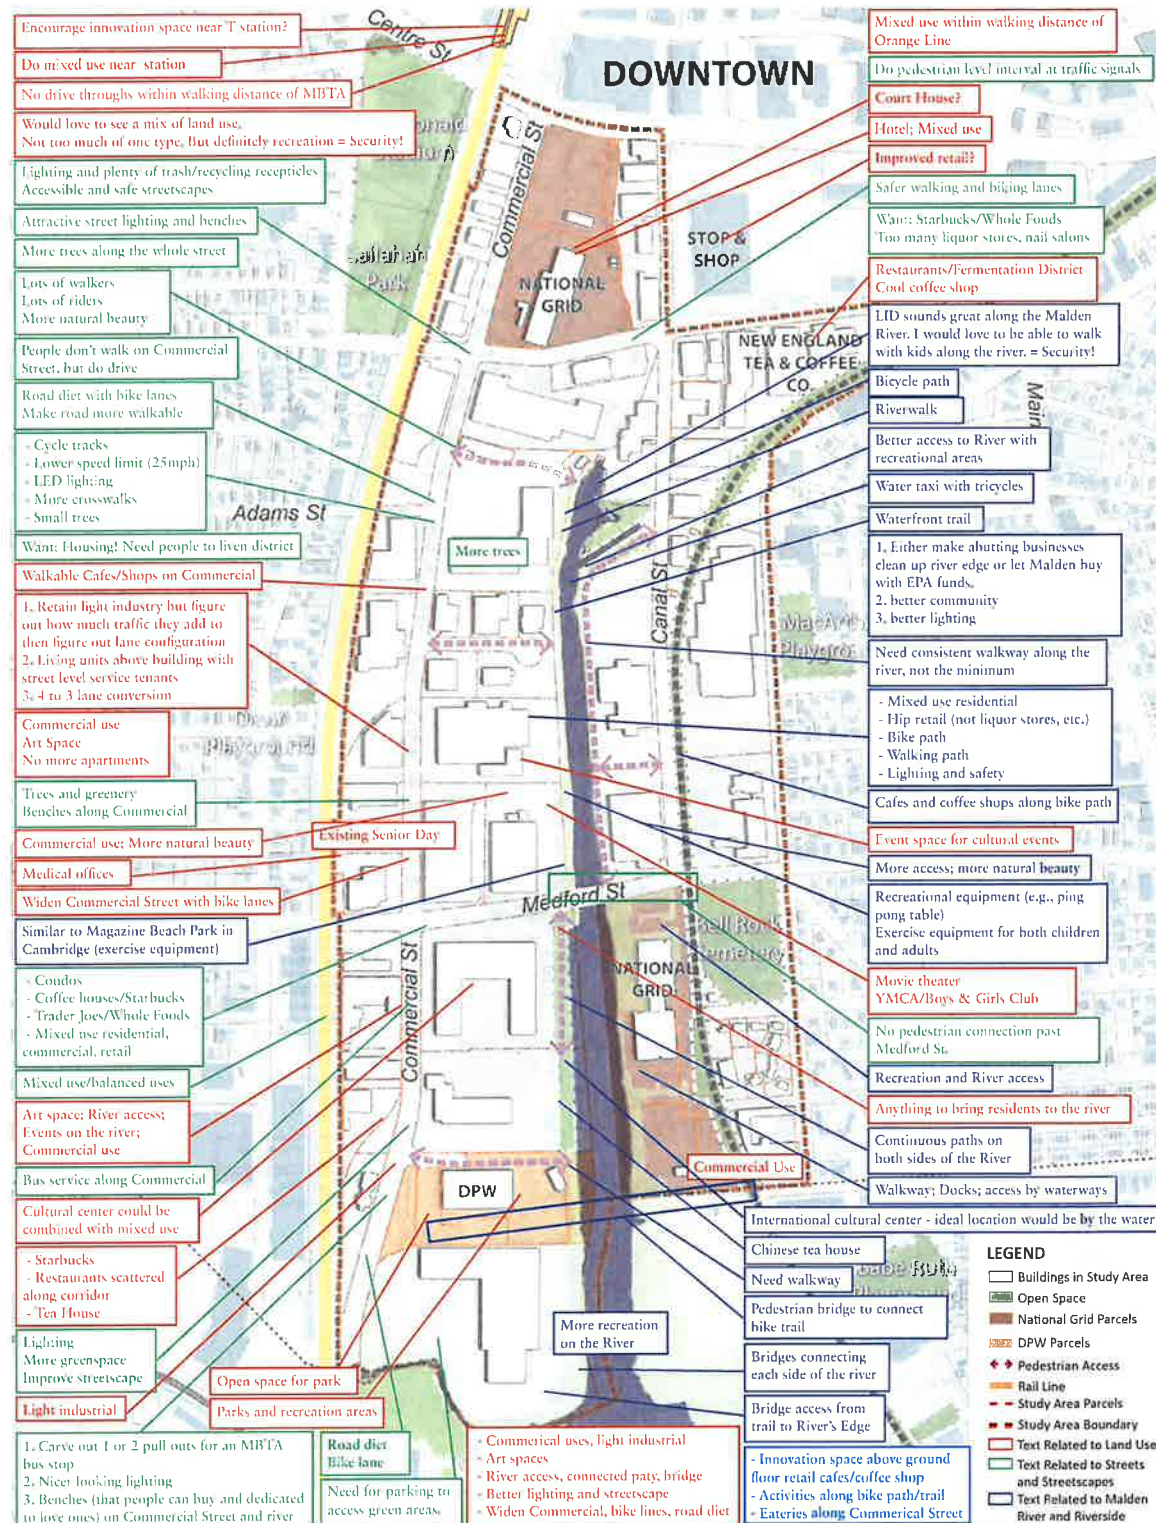 Encourage innovation space near T station?
Do mixed use near station
No drive throughs within walking distance of MBTA
Would love to see a mix of land use.
Not too much of one type. But definitely recreation = Security!
Lighting and plenty of trash/recycling recepticles
Accessible and safe streetscapes
Attractive street lighting and benches
More trees along the whole street
Lots of walkers
Lots of riders
More natural beauty
People don't walk on Commercial
Street, but do drive
Road diet with bike lanes
Make road more walkable
- Cycle tracks
- Lower speed limit (25mph)
- LED lighting
- More crosswalks
- Small trees
Want: Housing! Need people to liven district
Walkable Cafes/Shops on Commercial
1. Retain light industry but figure
out how much traffic they add to
then figure out lane configuration
2. Living units above building with
street level service tenants
3. 4 to 3 lane conversion
Commercial use
Art Space
No more apartments
Trees and greenery
Benches along Commercial
Commercial use; More natural beauty
Medical offices
Widen Commercial Street with bike lanes
Similar to Magazine Beach Park in
Cambridge (exercise equipment)
- Condos
- Coffee houses/Starbucks
- Trader Joes/Whole Foods
- Mixed use residential,
commercial, retail
Mixed use/balanced uses
Art space; River access;
Events on the river;
Commercial use
Bus service along Commercial
Cultural center could be
combined with mixed use
- Starbucks
- Restaurants scattered
along corridor
- Tea House
Lighting
More greenspace
Improve streetscape
Light industrial
1. Carve out 1 or 2 pull outs for an MBTA
bus stop
2. Nicer looking lighting
3. Benches (that people can buy and dedicated
to love ones) on Commercial Street and river
Centre St
DOWNTOWN
Commercial St
Callahan
Park
NATIONAL
GRID
STOP &
SHOP
NEW ENGLAND
TEA & COFFEE
CO.
Main
Adams St
More trees
Canal St
Playground
Existing Senior Day
Medford St
Bell Rock
Cemetery
NATIONAL
GRID
Commercial St
Commercial Use
DPW
More recreation
on the River
Open space for park
Parks and recreation areas
Road diet
Bike lane
Need for parking to
access green areas.
- Commerical uses, light industrial
- Art spaces
- River access, connected paty, bridge
- Better lighting and streetscape
- Widen Commercial, bike lines, road diet
Mixed use within walking distance of
Orange Line
Do pedestrian level interval at traffic signals
Court House?
Hotel; Mixed use
Improved retail?
Safer walking and biking lanes
Want: Starbucks/Whole Foods
Too many liquor stores, nail salons
Restaurants/Fermentation District
Cool coffee shop
LID sounds great along the Malden
River. I would love to be able to walk
with kids along the river. = Security!
Bicycle path
Riverwalk
Better access to River with
recreational areas
Water taxi with tricycles
Waterfront trail
1. Either make abutting businesses
clean up river edge or let Malden buy
with EPA funds.
2. better community
3. better lighting
Need consistent walkway along the
river, not the minimum
- Mixed use residential
- Hip retail (not liquor stores, etc.)
- Bike path
- Walking path
- Lighting and safety
Cafes and coffee shops along bike path
Event space for cultural events
More access; more natural beauty
Recreational equipment (e.g., ping
pong table)
Exercise equipment for both children
and adults
Movie theater
YMCA/Boys & Girls Club
No pedestrian connection past
Medford St.
Recreation and River access
Anything to bring residents to the river
Continuous paths on
both sides of the River
Walkway; Docks; access by waterways
International cultural center - ideal location would be by the water
Chinese tea house
Need walkway
Pedestrian bridge to connect
bike trail
Bridges connecting
each side of the river
Bridge access from
trail to River's Edge
- Innovation space above ground
floor retail cafes/coffee shop
- Activities along bike path/trail
- Eateries along Commerical Street
LEGEND
Buildings in Study Area
Open Space
National Grid Parcels
DPW Parcels
Pedestrian Access
Rail Line
Study Area Parcels
Study Area Boundary
Text Related to Land Use
Text Related to Streets
and Streetscapes
Text Related to Malden
River and Riverside